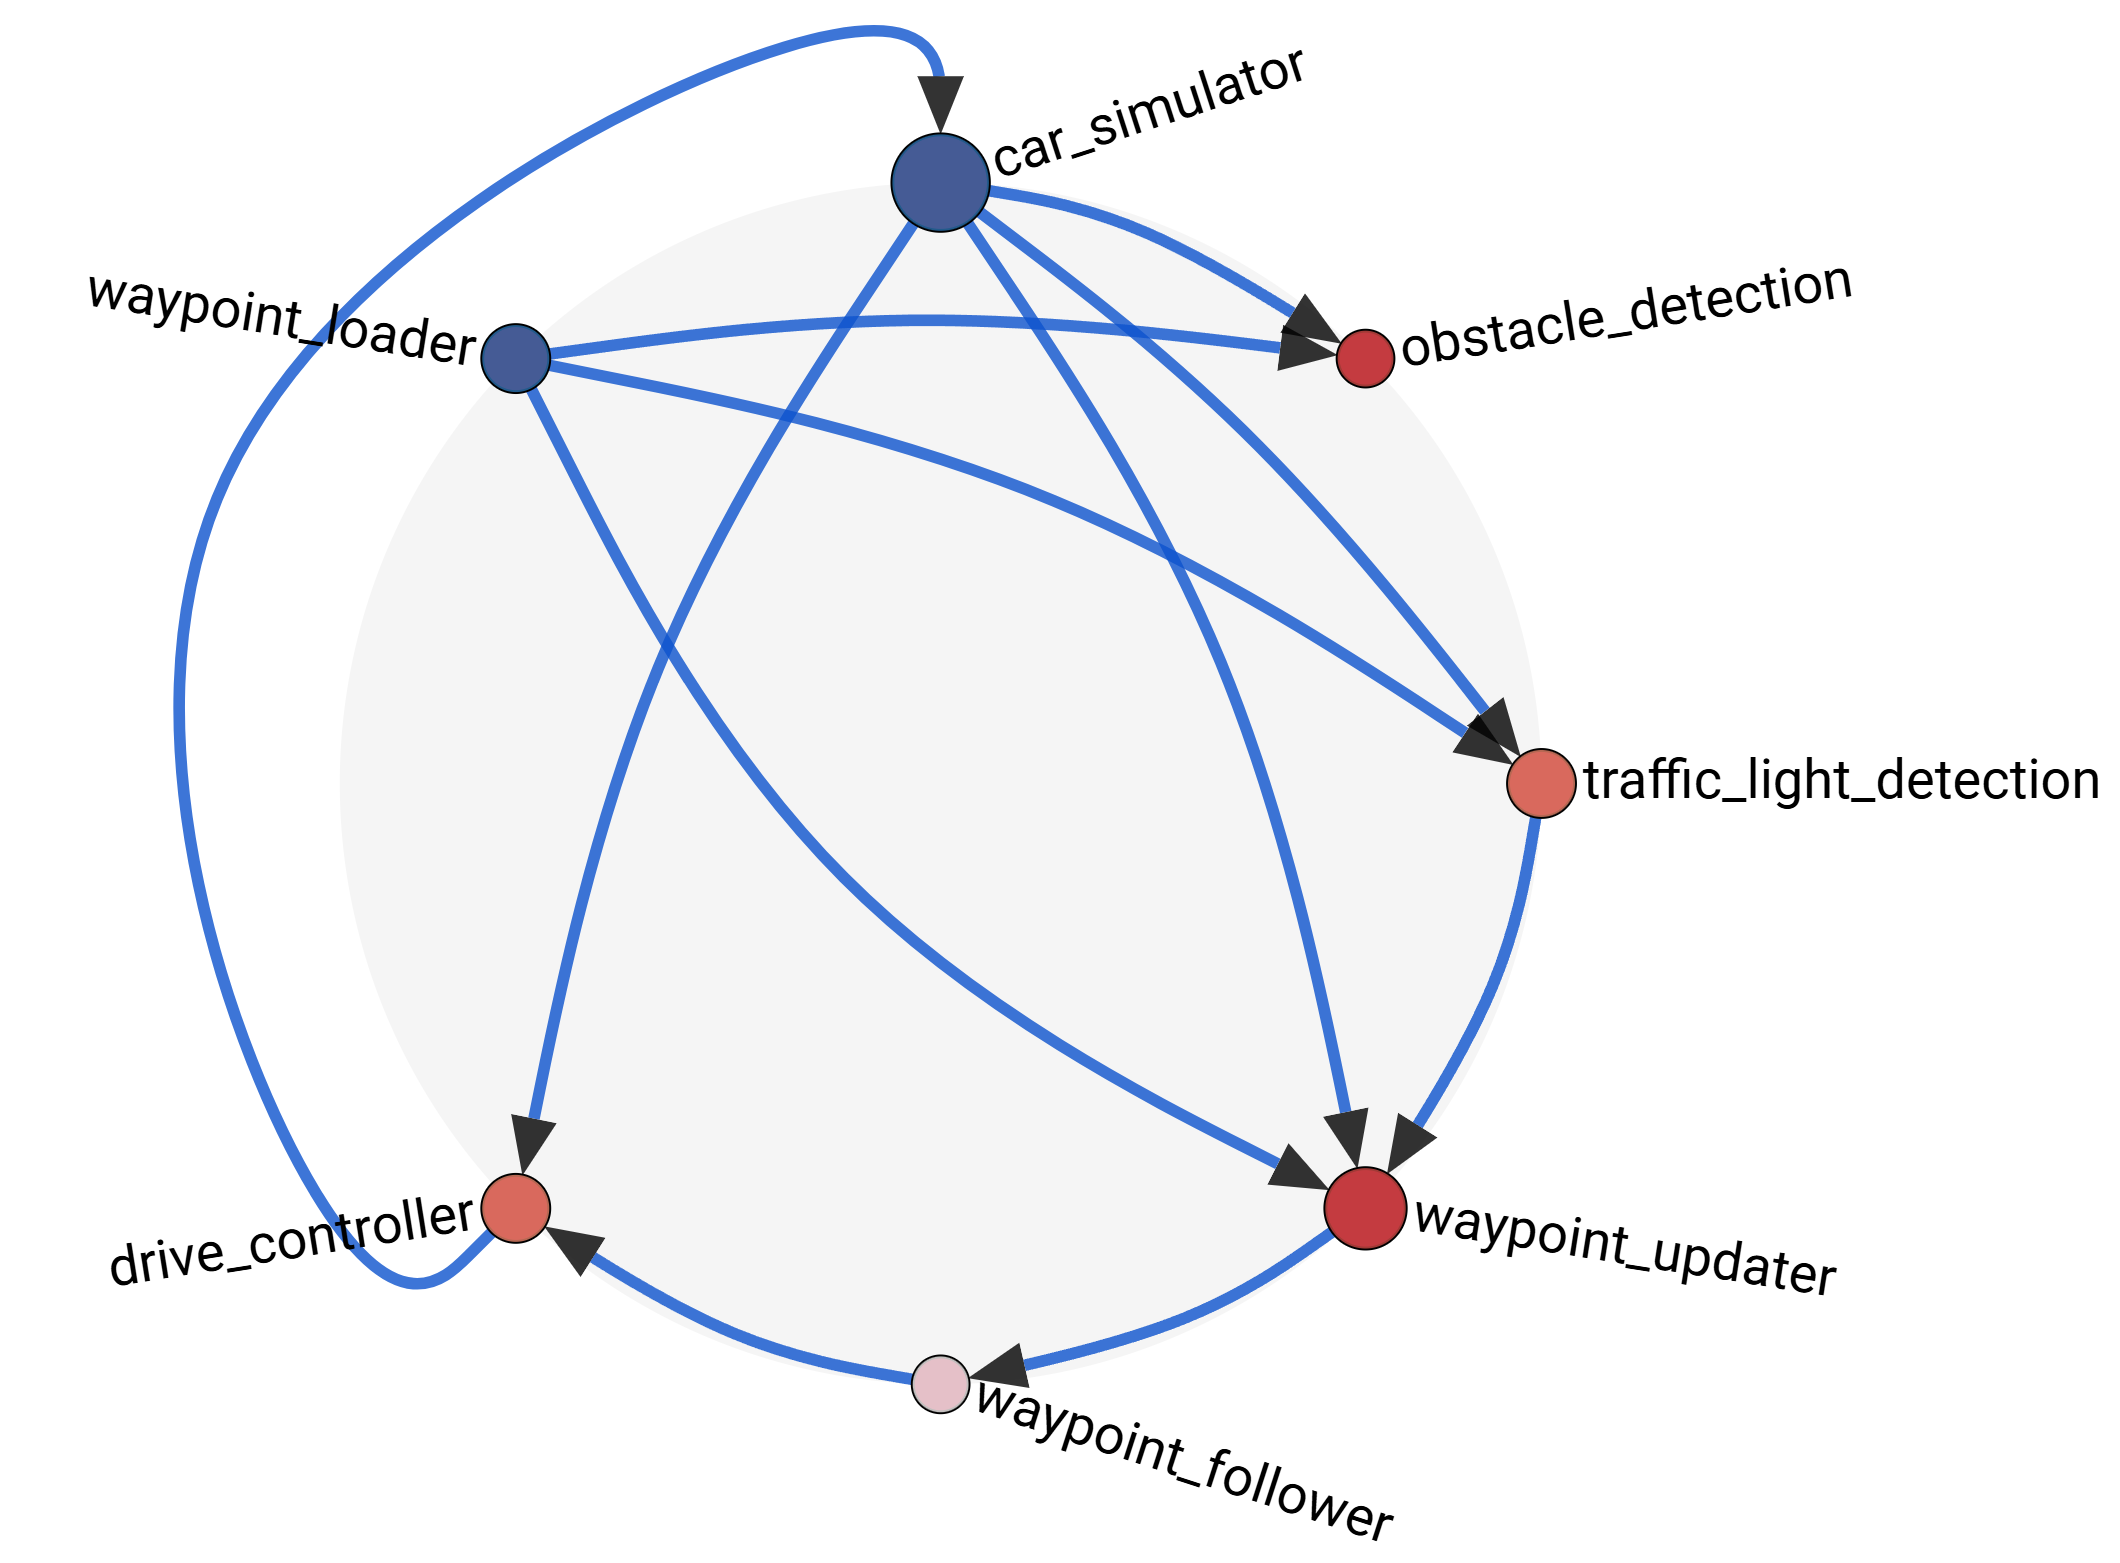 car_simulator
obstacle_detection
waypoint_loader
traffic_light_detection
drive_controller
waypoint_updater
waypoint_follower